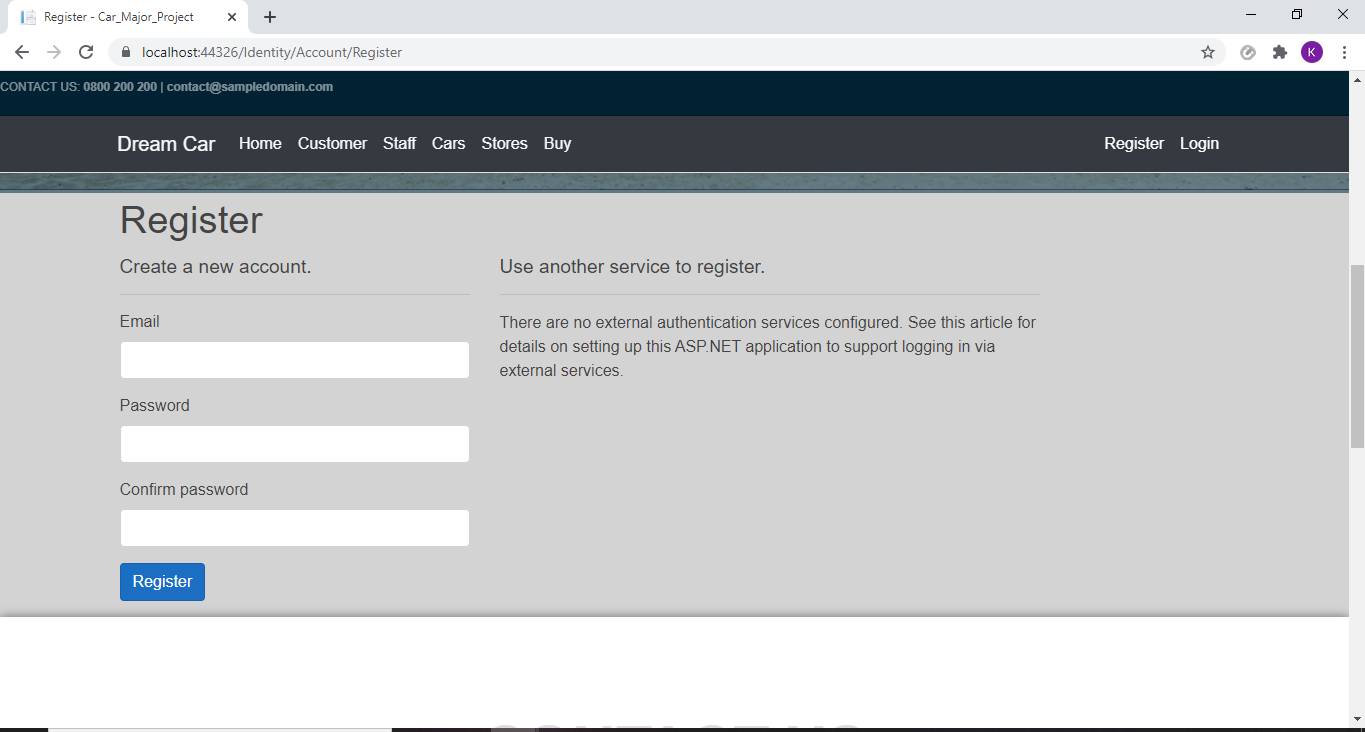 Register - Car_Major_Project
localhost:44326/Identity/Account/Register
K
CONTACT US: 0800 200 200 | contact@sampledomain.com
Dream Car Home Customer Staff Cars Stores Buy Register Login
Register
Create a new account.
Use another service to register.
Email
There are no external authentication services configured. See this article for
details on setting up this ASP.NET application to support logging in via
external services.
Password
Confirm password
Register